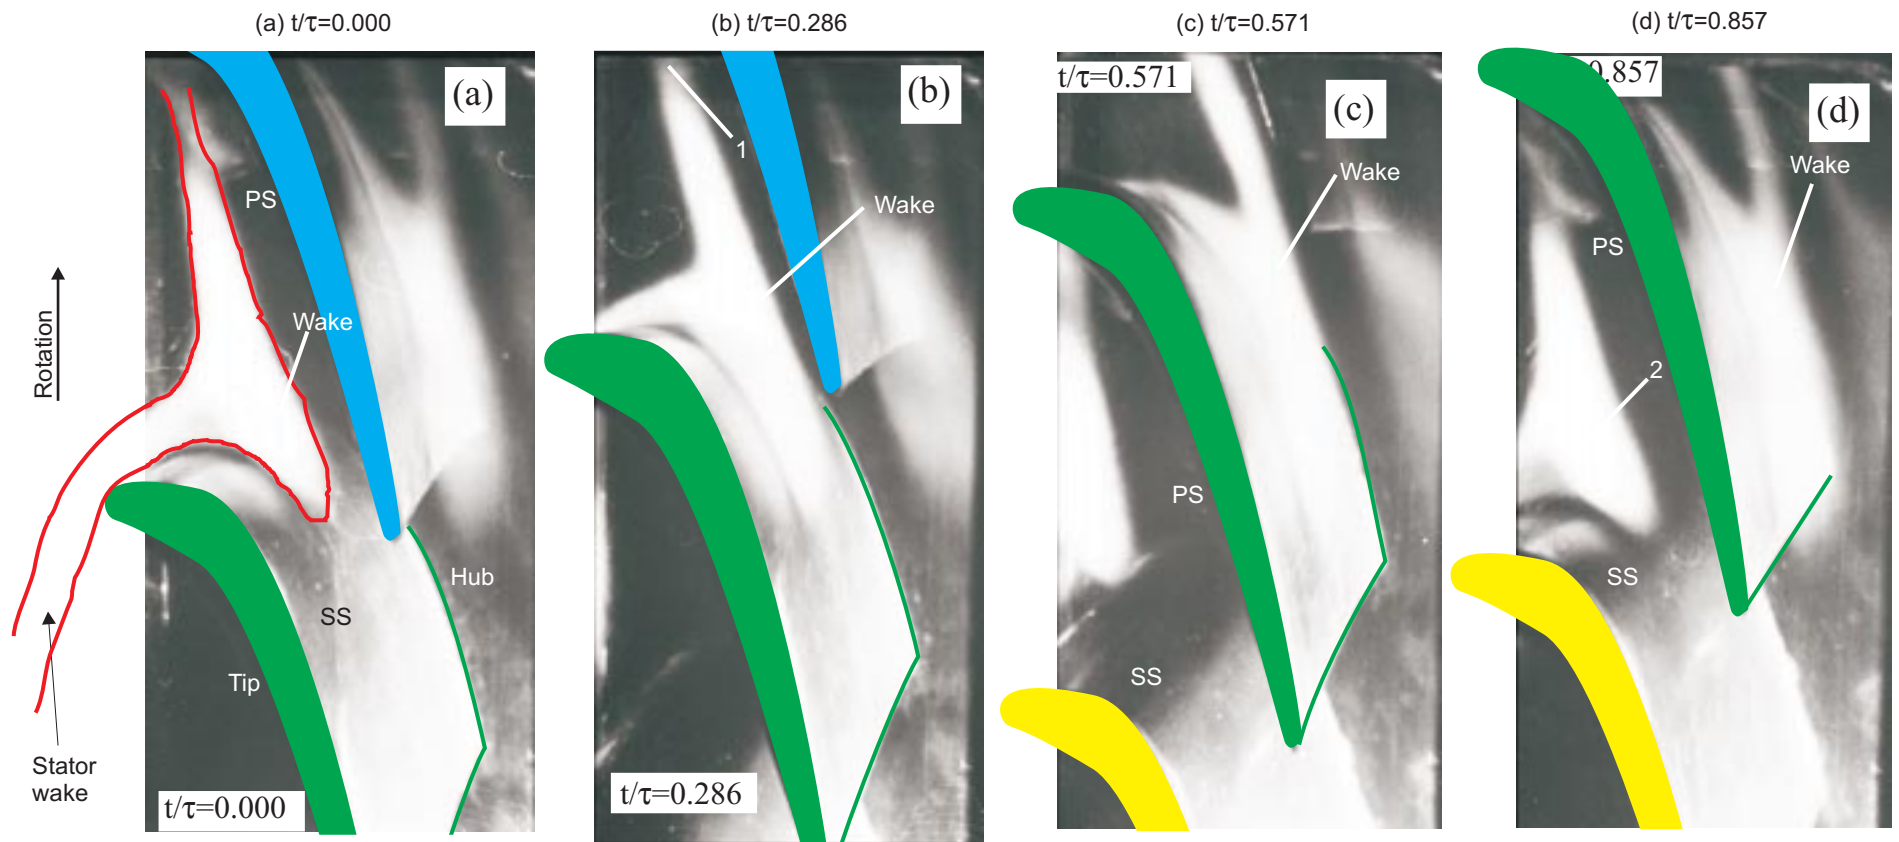 (a) t/τ=0.000
(b) t/τ=0.286
(c) t/τ=0.571
(d) t/τ=0.857
(a)
PS
Wake
Rotation
Hub
SS
Tip
Stator
wake
t/τ=0.000
(b)
1
Wake
t/τ=0.286
t/τ=0.571
(c)
Wake
PS
SS
0.857
(d)
Wake
PS
2
SS